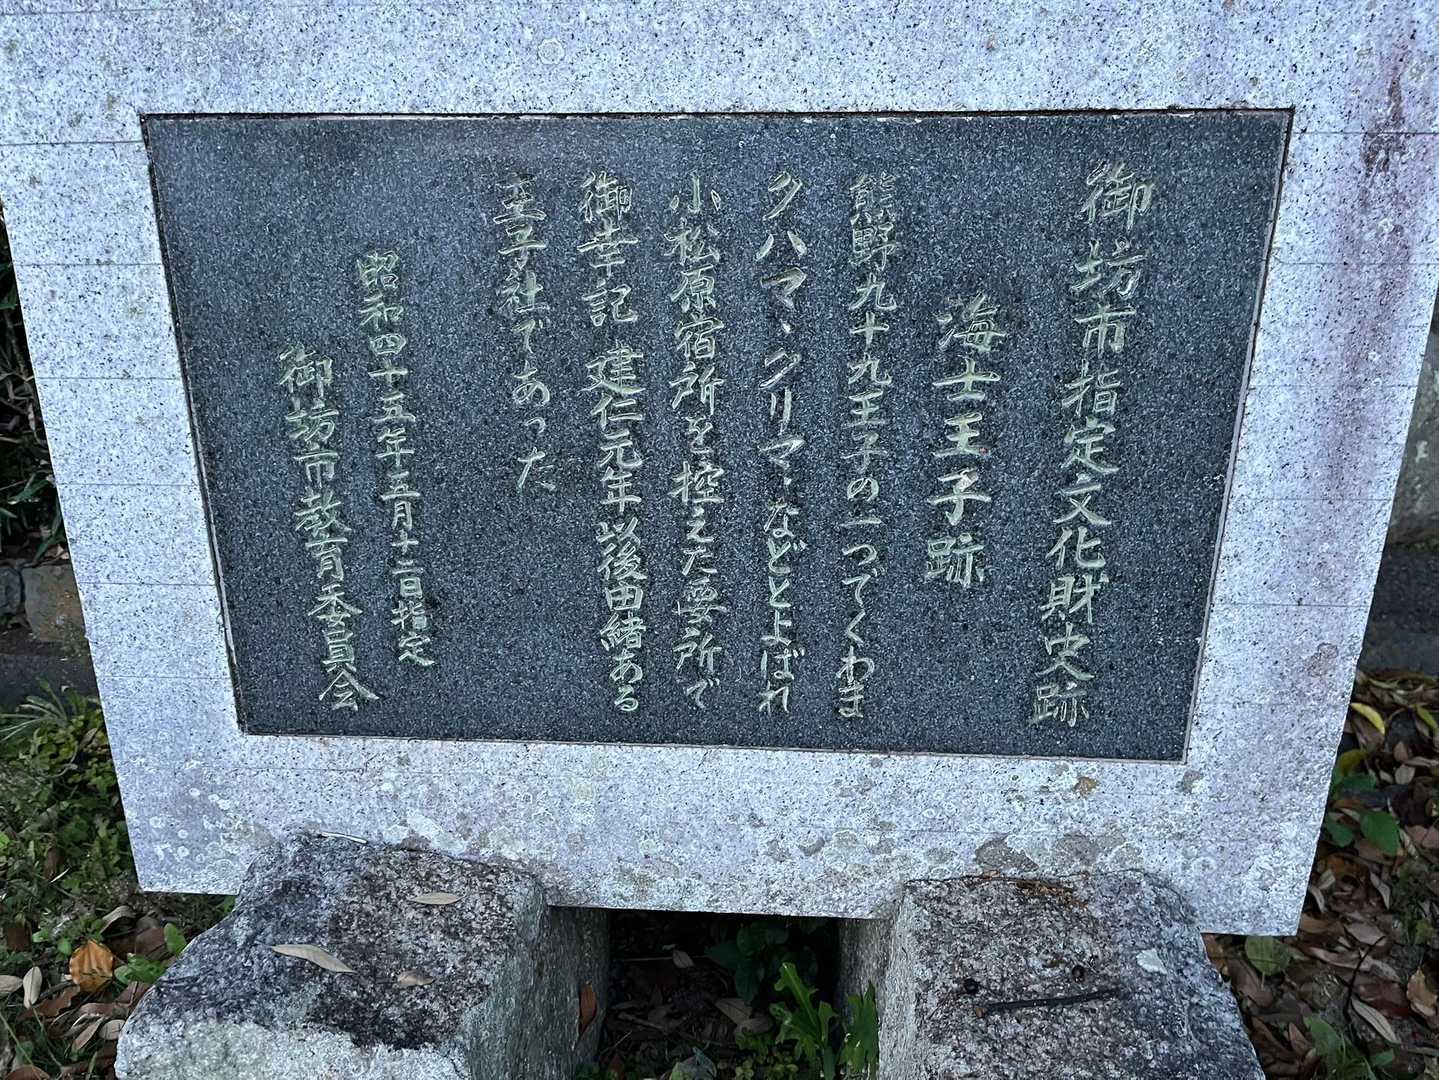 御坊市指定文化財史跡
海士王子跡
熊野九十九王子の一つでくわま
クハマ、クリマ、などとよばれ
小松原宿所を控えた要所で
御幸記 建仁元年以後由緒ある
王子社であった
昭和四十五年三月十二日指定
御坊市教育委員会